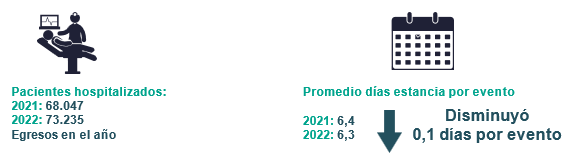 Pacientes hospitalizados:
2021: 68.047
2022: 73.235
Egresos en el año
Promedio días estancia por evento
2021: 6,4
2022: 6,3
Disminuyó
0,1 días por evento